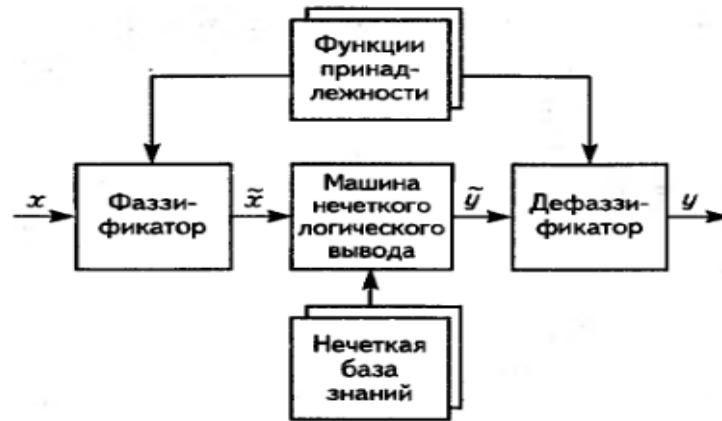 Функции
принад-
лежности
x
Фаззи-
фикатор
x̃
Машина
нечеткого
логического
вывода
ỹ
Дефаззи-
фикатор
y
Нечеткая
база
знаний